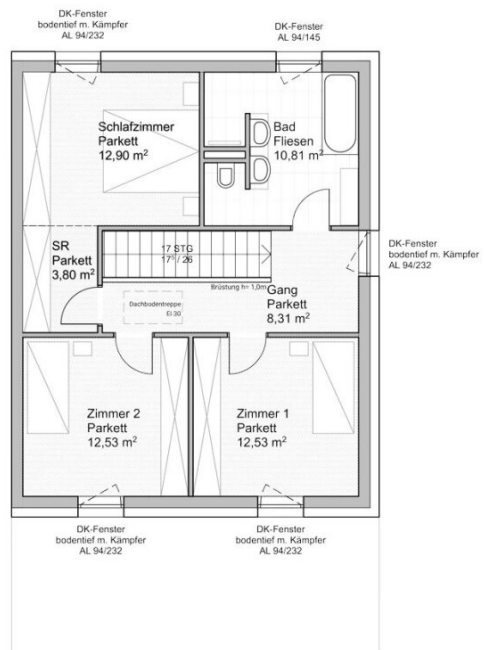 DK-Fenster
bodentief m. Kämpfer
AL 94/232
DK-Fenster
AL 94/145
Schlafzimmer
Parkett
12,90 m²
Bad
Fliesen
10,81 m²
SR
Parkett
3,80 m²
17 STG
17⁵ / 26
DK-Fenster
bodentief m. Kämpfer
AL 94/232
Brüstung h= 1,0m
Gang
Parkett
8,31 m²
Dachbodentreppe
EI 30
Zimmer 2
Parkett
12,53 m²
Zimmer 1
Parkett
12,53 m²
DK-Fenster
bodentief m. Kämpfer
AL 94/232
DK-Fenster
bodentief m. Kämpfer
AL 94/232